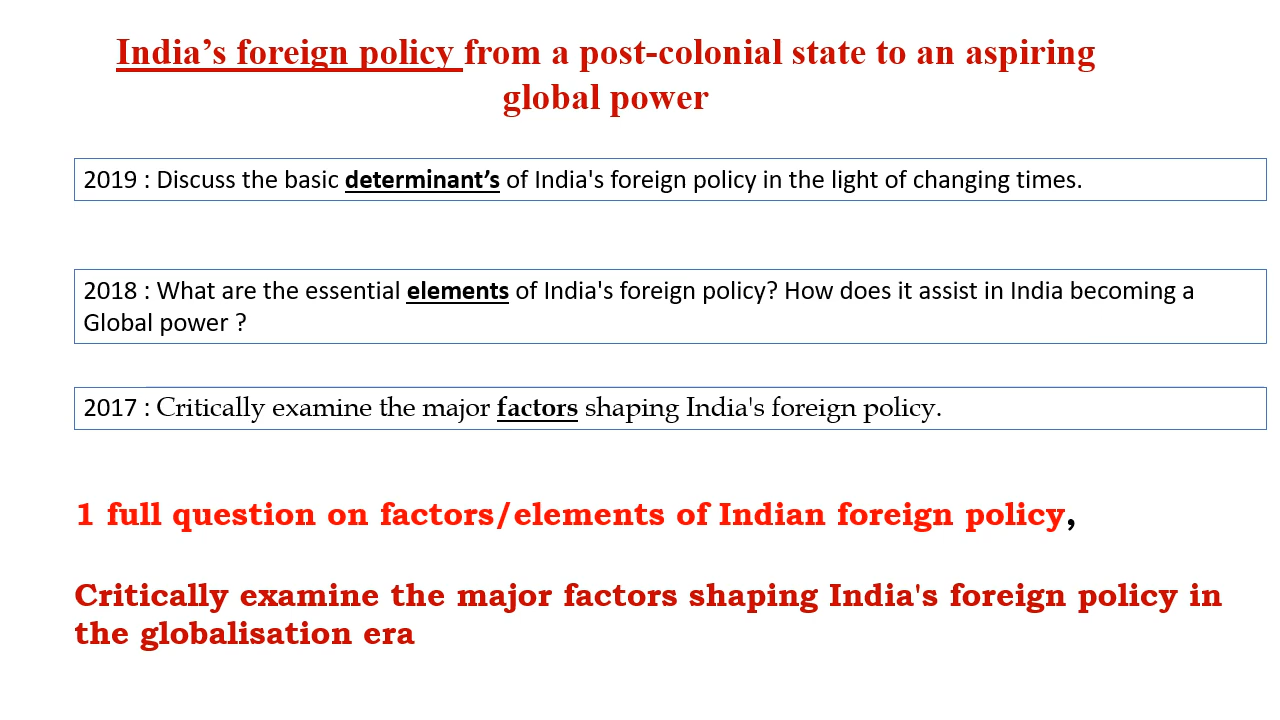 India’s foreign policy from a post-colonial state to an aspiring
global power
2019 : Discuss the basic determinant’s of India's foreign policy in the light of changing times.
2018 : What are the essential elements of India's foreign policy? How does it assist in India becoming a
Global power ?
2017 : Critically examine the major factors shaping India's foreign policy.
1 full question on factors/elements of Indian foreign policy,
Critically examine the major factors shaping India's foreign policy in
the globalisation era